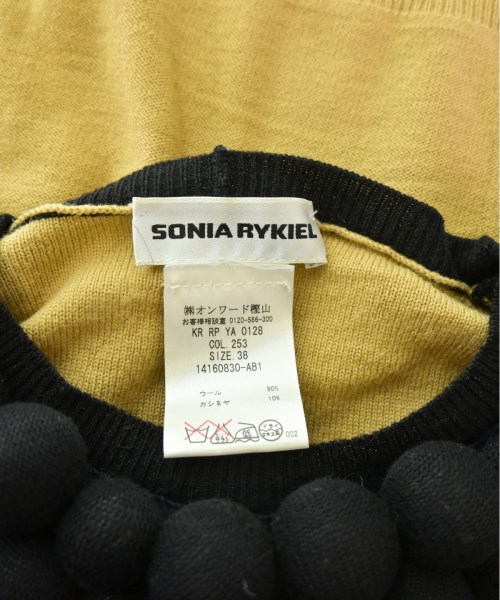 SONIA RYKIEL
㈱オンワード樫山
お客様相談室 0120-586-300
KR RP YA 0128
COL.253
SIZE.38
14160830-AB1
ウール 90%
カシミヤ 10%
002